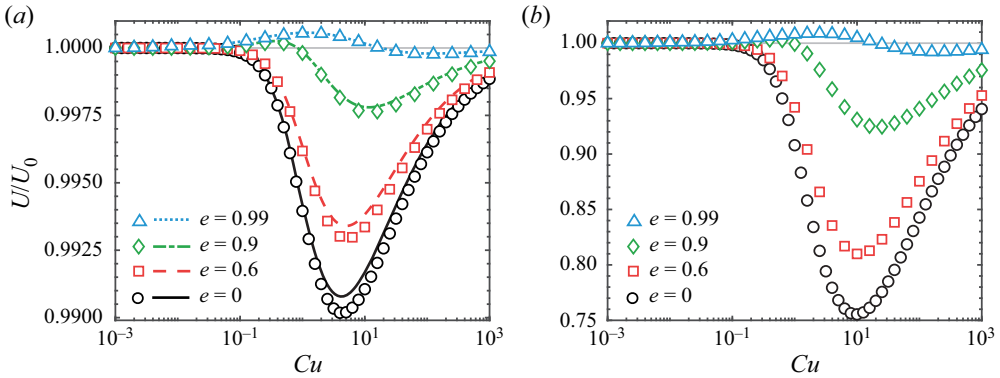 (a)
1.0000
0.9975
0.9950
0.9925
0.9900
U/U0
e = 0.99
e = 0.9
e = 0.6
e = 0
10−3 10−1 101 103
Cu
(b)
1.00
0.95
0.90
0.85
0.80
0.75
e = 0.99
e = 0.9
e = 0.6
e = 0
10−3 10−1 101 103
Cu